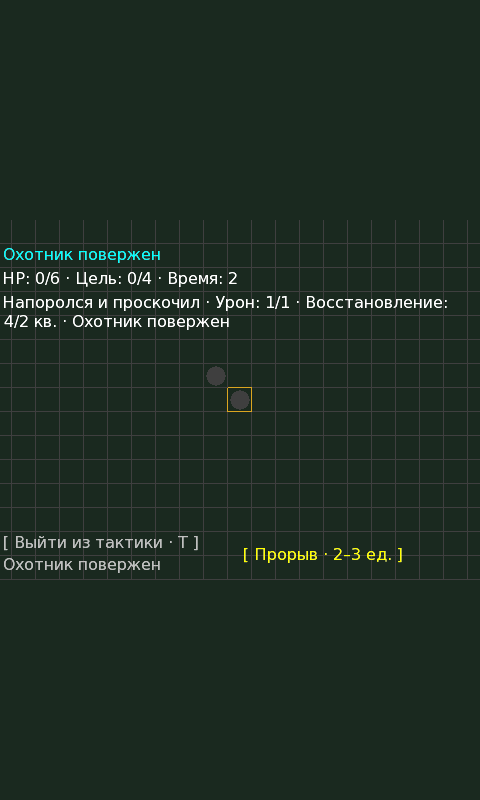 Охотник повержен
HP: 0/6 · Цель: 0/4 · Время: 2
Напоролся и проскочил · Урон: 1/1 · Восстановление:
4/2 кв. · Охотник повержен
[ Выйти из тактики · T ]
[ Прорыв · 2–3 ед. ]
Охотник повержен